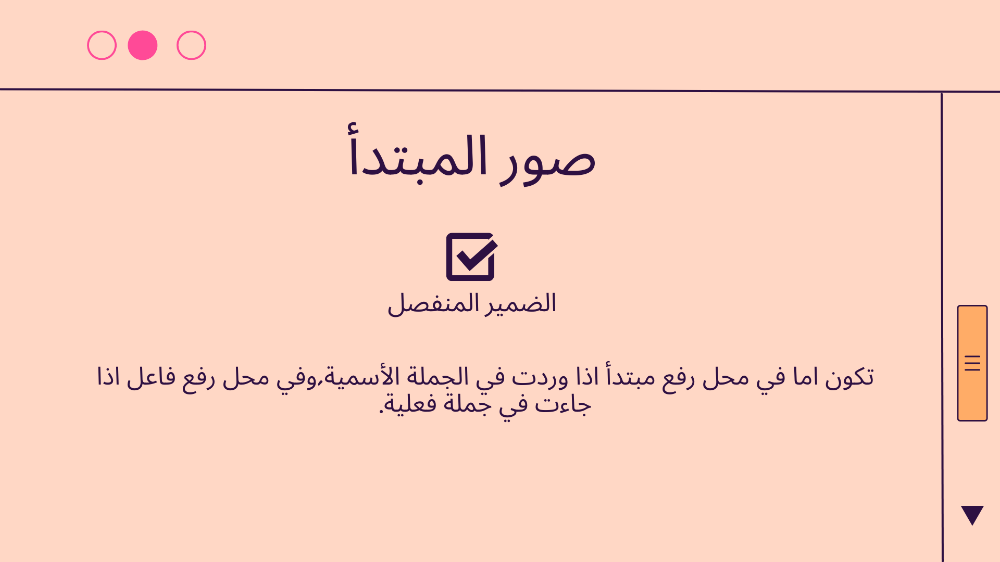 صور المبتدأ
الضمير المنفصل
تكون اما في محل رفع مبتدأ اذا وردت في الجملة الأسمية,وفي محل رفع فاعل اذا
جاءت في جملة فعلية.